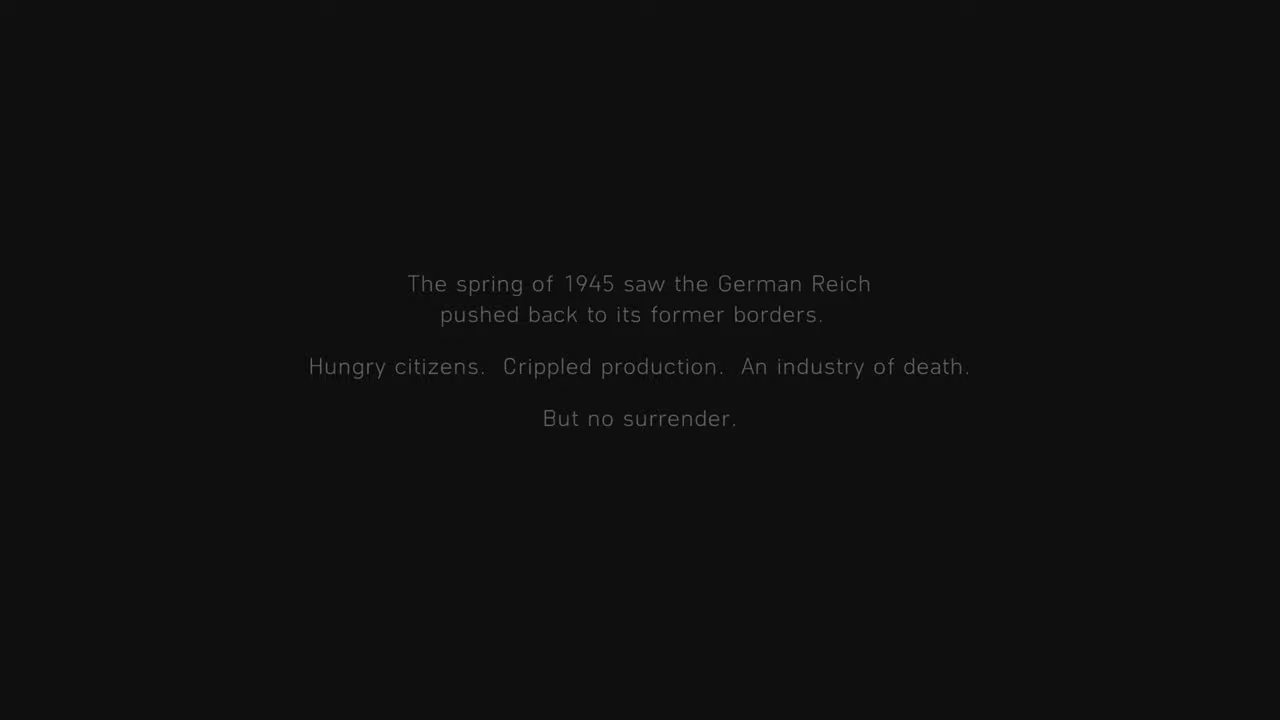 The spring of 1945 saw the German Reich
pushed back to its former borders.
Hungry citizens. Crippled production. An industry of death.
But no surrender.